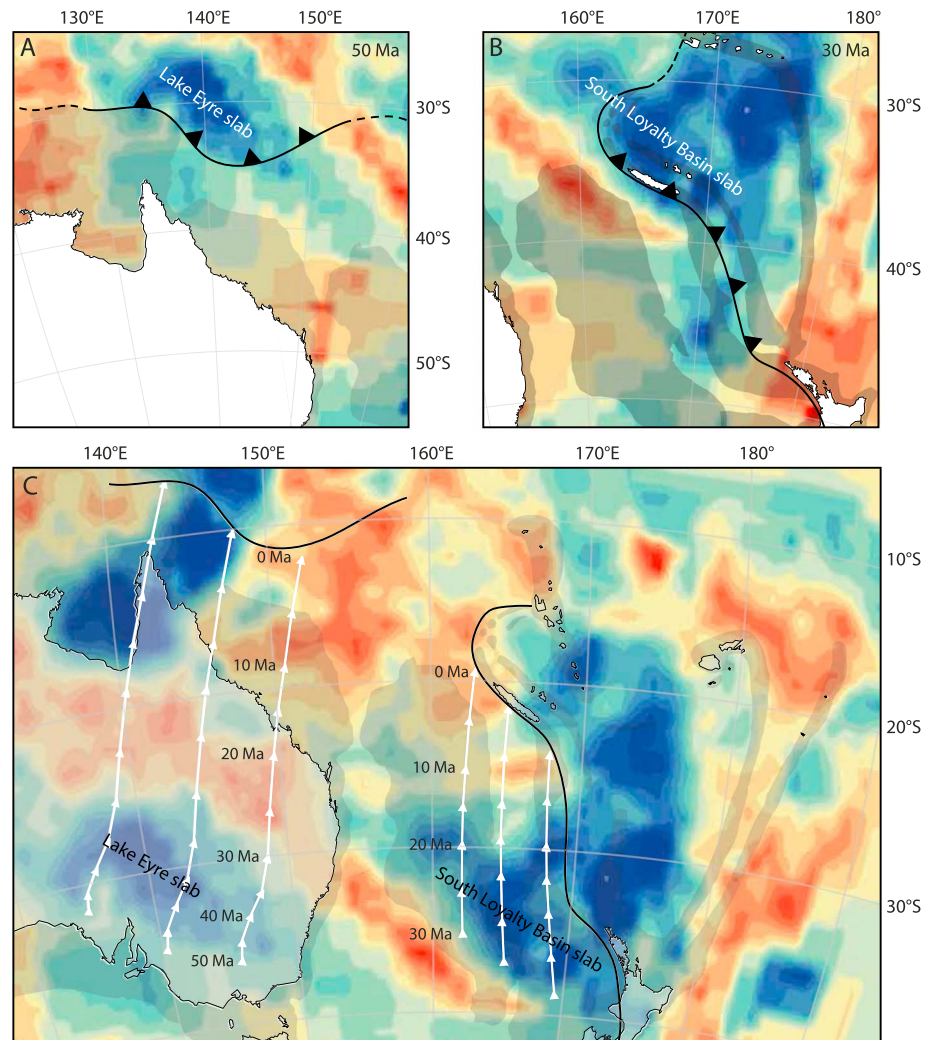 130°E 140°E 150°E
A
50 Ma
Lake Eyre slab
30°S
40°S
50°S
160°E 170°E 180°
B
30 Ma
South Loyalty Basin slab
30°S
40°S
140°E 150°E 160°E 170°E 180°
C
0 Ma
10°S
10 Ma
0 Ma
20°S
20 Ma
10 Ma
30 Ma
20 Ma
Lake Eyre slab
South Loyalty Basin slab
30°S
40 Ma
30 Ma
50 Ma